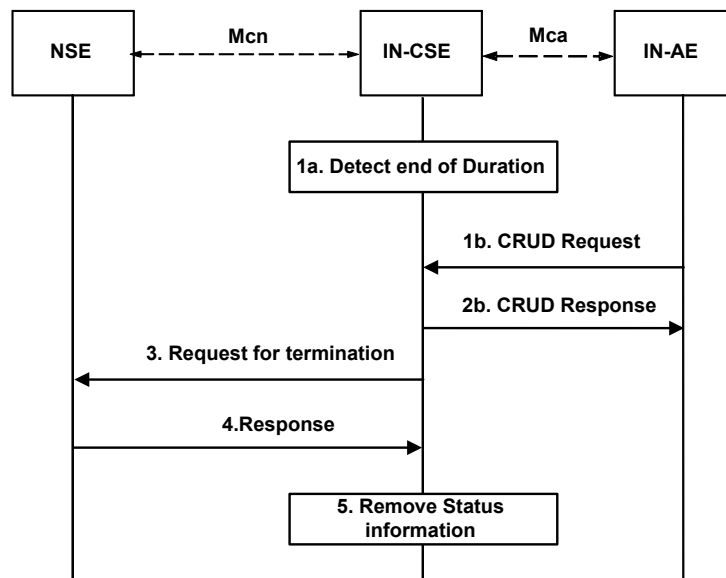 NSE
Mcn
IN-CSE
Mca
IN-AE
1a. Detect end of Duration
1b. CRUD Request
2b. CRUD Response
3. Request for termination
4.Response
5. Remove Status
information